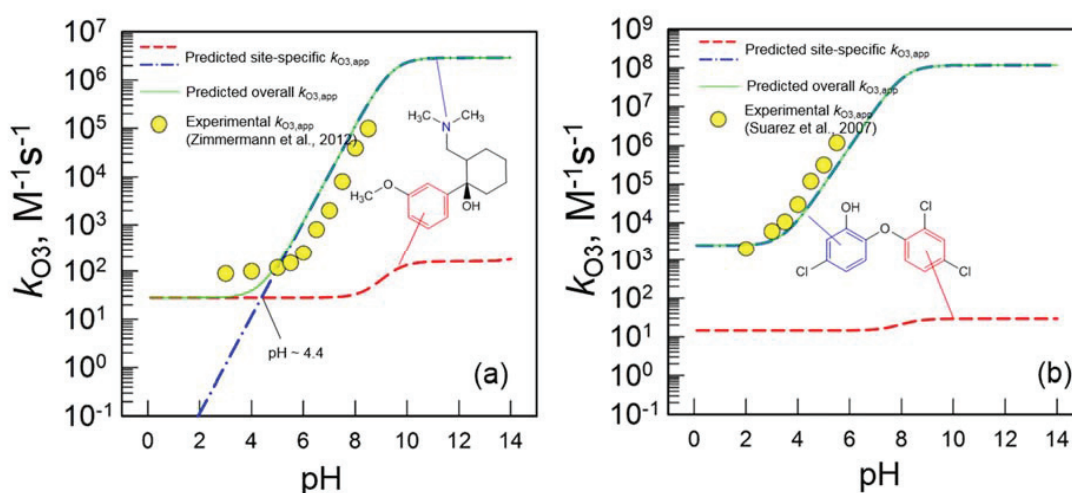 10⁷
10⁶
10⁵
10⁴
10³
10²
10¹
10⁰
10⁻¹
kO3, M⁻¹s⁻¹
Predicted site-specific kO3,app
Predicted overall kO3,app
Experimental kO3,app
(Zimmermann et al., 2012)
H₃C
CH₃
N
H₃C
O
OH
pH ~ 4.4
(a)
0 2 4 6 8 10 12 14
pH
10⁹
10⁸
10⁷
10⁶
10⁵
10⁴
10³
10²
10¹
10⁰
10⁻¹
kO3, M⁻¹s⁻¹
Predicted site-specific kO3,app
Predicted overall kO3,app
Experimental kO3,app
(Suarez et al., 2007)
OH
Cl
O
Cl
Cl
(b)
0 2 4 6 8 10 12 14
pH